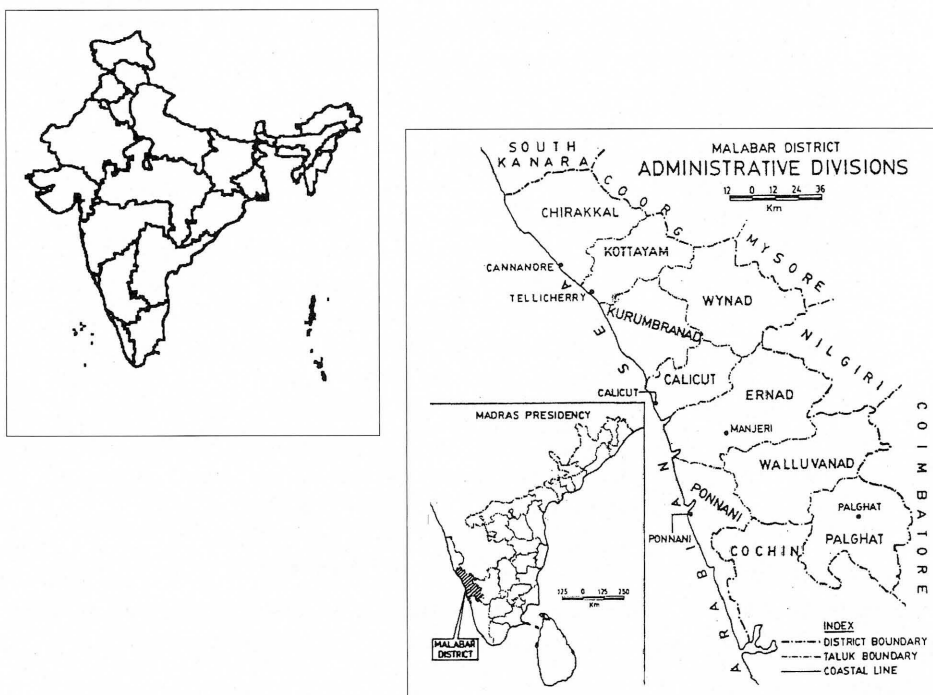 MALABAR DISTRICT
ADMINISTRATIVE DIVISIONS
12 0 12 24 36
Km
SOUTH
KANARA
COORG
MYSORE
NILGIRI
COIMBATORE
CHIRAKKAL
KOTTAYAM
CANNANORE
TELLICHERRY
WYNAD
KURUMBRANAD
CALICUT
CALICUT
ERNAD
MANJERI
WALLUVANAD
PONNANI
PONNANI
PALGHAT
PALGHAT
COCHIN
ARABIAN SEA
MADRAS PRESIDENCY
125 0 125 250
Km
MALABAR
DISTRICT
INDEX
DISTRICT BOUNDARY
TALUK BOUNDARY
COASTAL LINE